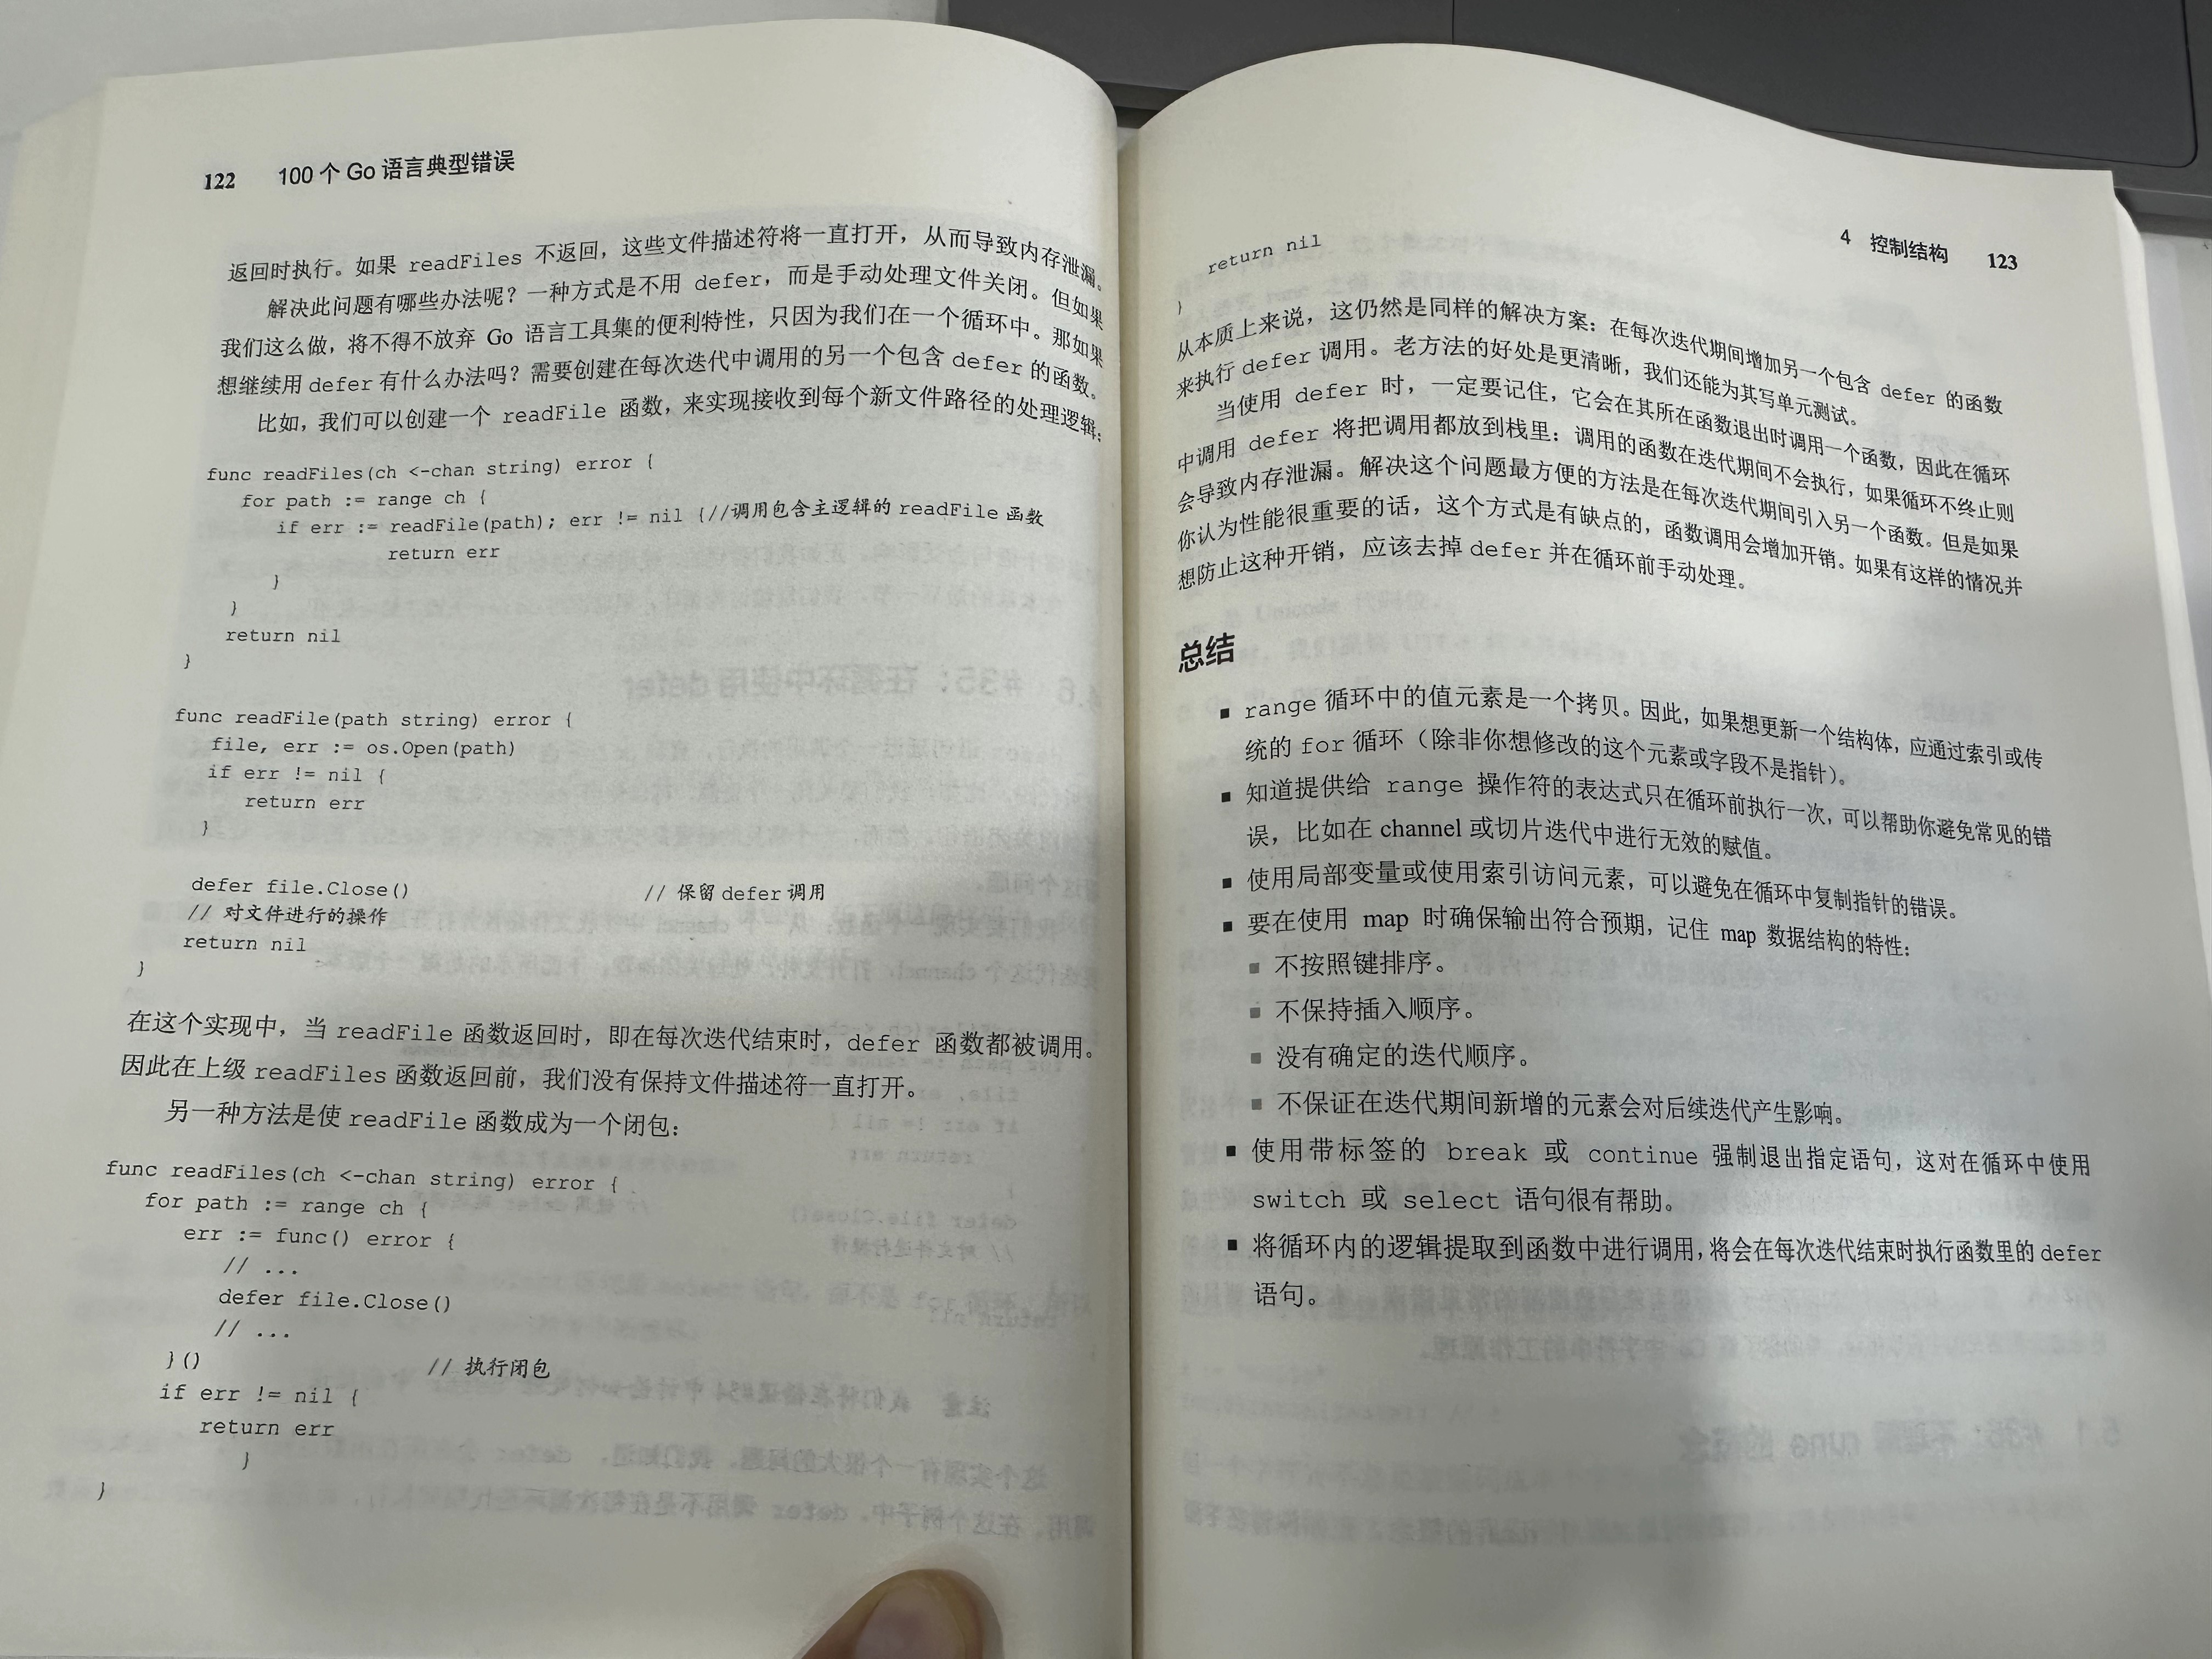 122 100 个 Go 语言典型错误
返回时执行。如果 readFiles 不返回，这些文件描述符将一直打开，从而导致内存泄漏。
解决此问题有哪些办法呢？一种方式是不用 defer，而是手动处理文件关闭。但如果
我们这么做，将不得不放弃 Go 语言工具集的便利特性，只因为我们在一个循环中。那如果
想继续用 defer 有什么办法吗？需要创建在每次迭代中调用的另一个包含 defer 的函数。
比如，我们可以创建一个 readFile 函数，来实现接收到每个新文件路径的处理逻辑：
func readFiles(ch <-chan string) error {
for path := range ch {
if err := readFile(path); err != nil {//调用包含主逻辑的 readFile 函数
return err
}
}
return nil
}
func readFile(path string) error {
file, err := os.Open(path)
if err != nil {
return err
}
defer file.Close() // 保留 defer 调用
// 对文件进行的操作
return nil
}
在这个实现中，当 readFile 函数返回时，即在每次迭代结束时，defer 函数都被调用。
因此在上级 readFiles 函数返回前，我们没有保持文件描述符一直打开。
另一种方法是使 readFile 函数成为一个闭包：
func readFiles(ch <-chan string) error {
for path := range ch {
err := func() error {
// ...
defer file.Close()
// ...
}() // 执行闭包
if err != nil {
return err
}
}
4 控制结构 123
return nil
}
从本质上来说，这仍然是同样的解决方案：在每次迭代期间增加另一个包含 defer 的函数
来执行 defer 调用。老方法的好处是更清晰，我们还能为其写单元测试。
当使用 defer 时，一定要记住，它会在其所在函数退出时调用一个函数，因此在循环
中调用 defer 将把调用都放到栈里：调用的函数在迭代期间不会执行，如果循环不终止则
会导致内存泄漏。解决这个问题最方便的方法是在每次迭代期间引入另一个函数。但是如果
你认为性能很重要的话，这个方式是有缺点的，函数调用会增加开销。如果有这样的情况并
想防止这种开销，应该去掉 defer 并在循环前手动处理。
总结
▪ range 循环中的值元素是一个拷贝。因此，如果想更新一个结构体，应通过索引或传
统的 for 循环（除非你想修改的这个元素或字段不是指针）。
▪ 知道提供给 range 操作符的表达式只在循环前执行一次，可以帮助你避免常见的错
误，比如在 channel 或切片迭代中进行无效的赋值。
▪ 使用局部变量或使用索引访问元素，可以避免在循环中复制指针的错误。
▪ 要在使用 map 时确保输出符合预期，记住 map 数据结构的特性：
▪ 不按照键排序。
▪ 不保持插入顺序。
▪ 没有确定的迭代顺序。
▪ 不保证在迭代期间新增的元素会对后续迭代产生影响。
▪ 使用带标签的 break 或 continue 强制退出指定语句，这对在循环中使用
switch 或 select 语句很有帮助。
▪ 将循环内的逻辑提取到函数中进行调用，将会在每次迭代结束时执行函数里的 defer
语句。